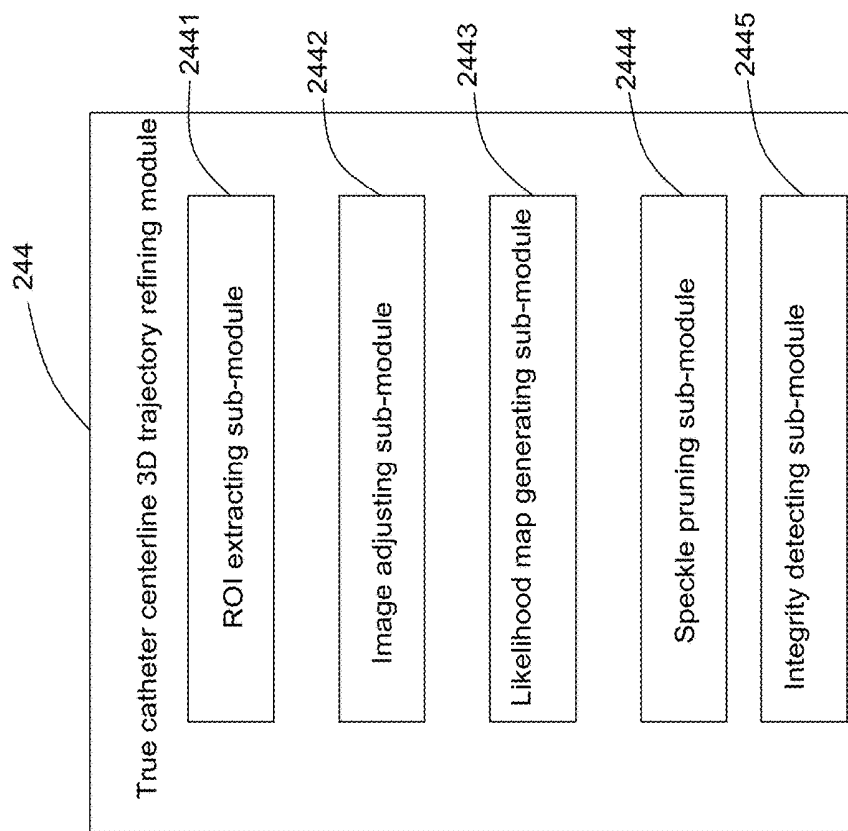 244
True catheter centerline 3D trajectory refining module
ROI extracting sub-module
2441
Image adjusting sub-module
2442
Likelihood map generating sub-module
2443
Speckle pruning sub-module
2444
Integrity detecting sub-module
2445